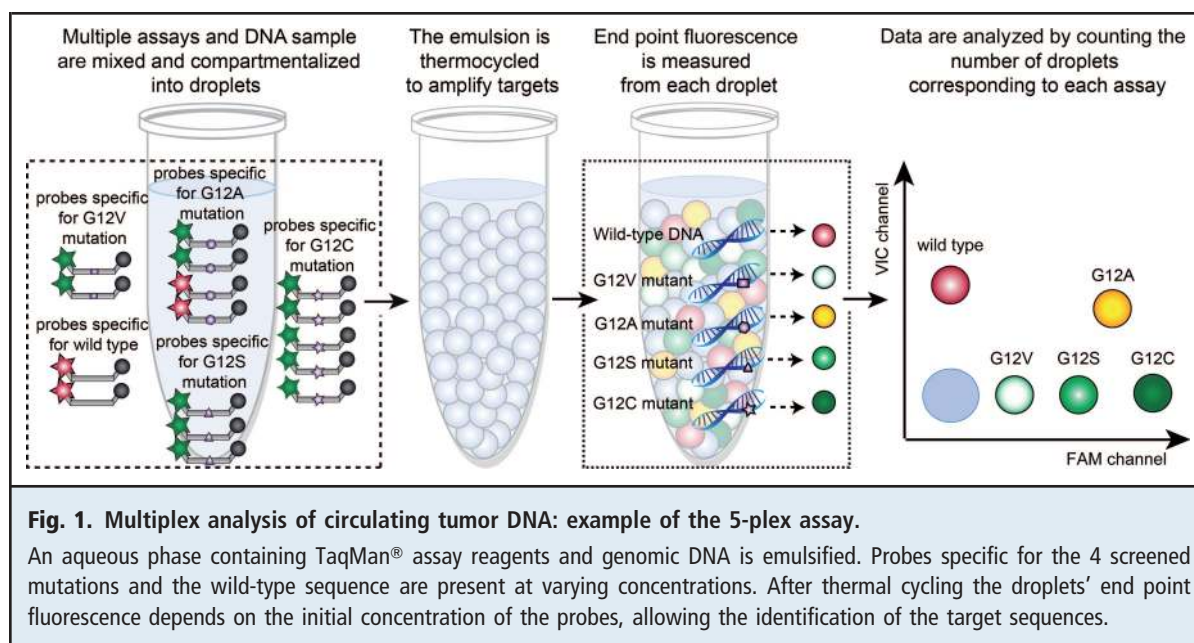 Multiple assays and DNA sample
are mixed and compartmentalized
into droplets
The emulsion is
thermocycled
to amplify targets
End point fluorescence
is measured
from each droplet
Data are analyzed by counting the
number of droplets
corresponding to each assay
probes specific
for G12V
mutation
probes specific
for wild type
probes specific
for G12A
mutation
probes specific
for G12S
mutation
probes specific
for G12C
mutation
Wild-type DNA
G12V mutant
G12A mutant
G12S mutant
G12C mutant
VIC channel
wild type
G12A
G12V
G12S
G12C
FAM channel
Fig. 1. Multiplex analysis of circulating tumor DNA: example of the 5-plex assay.
An aqueous phase containing TaqMan® assay reagents and genomic DNA is emulsified. Probes specific for the 4 screened
mutations and the wild-type sequence are present at varying concentrations. After thermal cycling the droplets' end point
fluorescence depends on the initial concentration of the probes, allowing the identification of the target sequences.